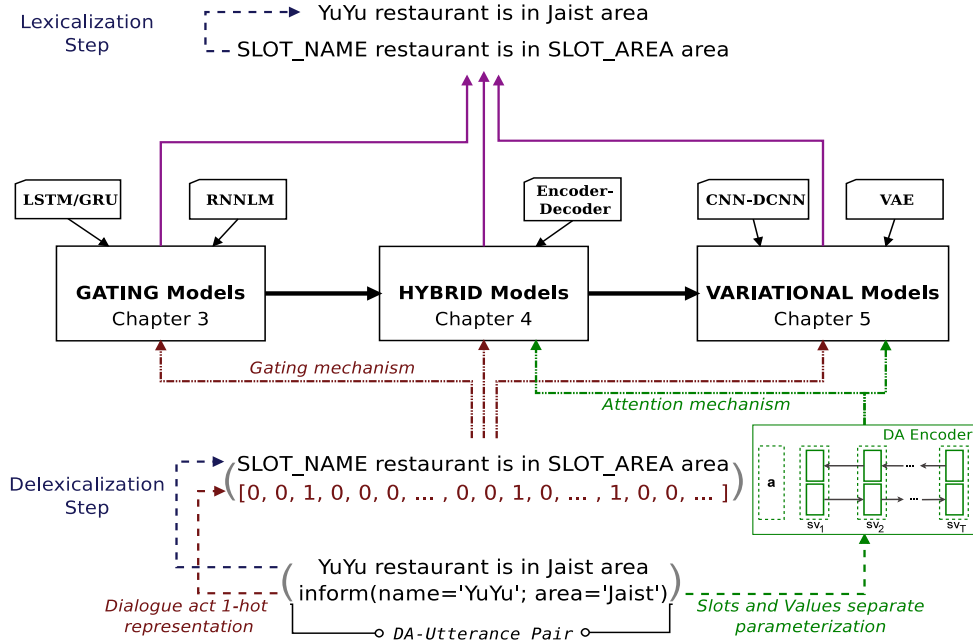 Lexicalization
Step
YuYu restaurant is in Jaist area
SLOT_NAME restaurant is in SLOT_AREA area
LSTM/GRU
RNNLM
Encoder-
Decoder
CNN-DCNN
VAE
GATING Models
Chapter 3
HYBRID Models
Chapter 4
VARIATIONAL Models
Chapter 5
Gating mechanism
Attention mechanism
DA Encoder
a
...
...
sv1
sv2
svT
Delexicalization
Step
(SLOT_NAME restaurant is in SLOT_AREA area
[0, 0, 1, 0, 0, 0, ... , 0, 0, 1, 0, ... , 1, 0, 0, ... ])
(YuYu restaurant is in Jaist area
inform(name='YuYu'; area='Jaist'))
Dialogue act 1-hot
representation
DA-Utterance Pair
Slots and Values separate
parameterization